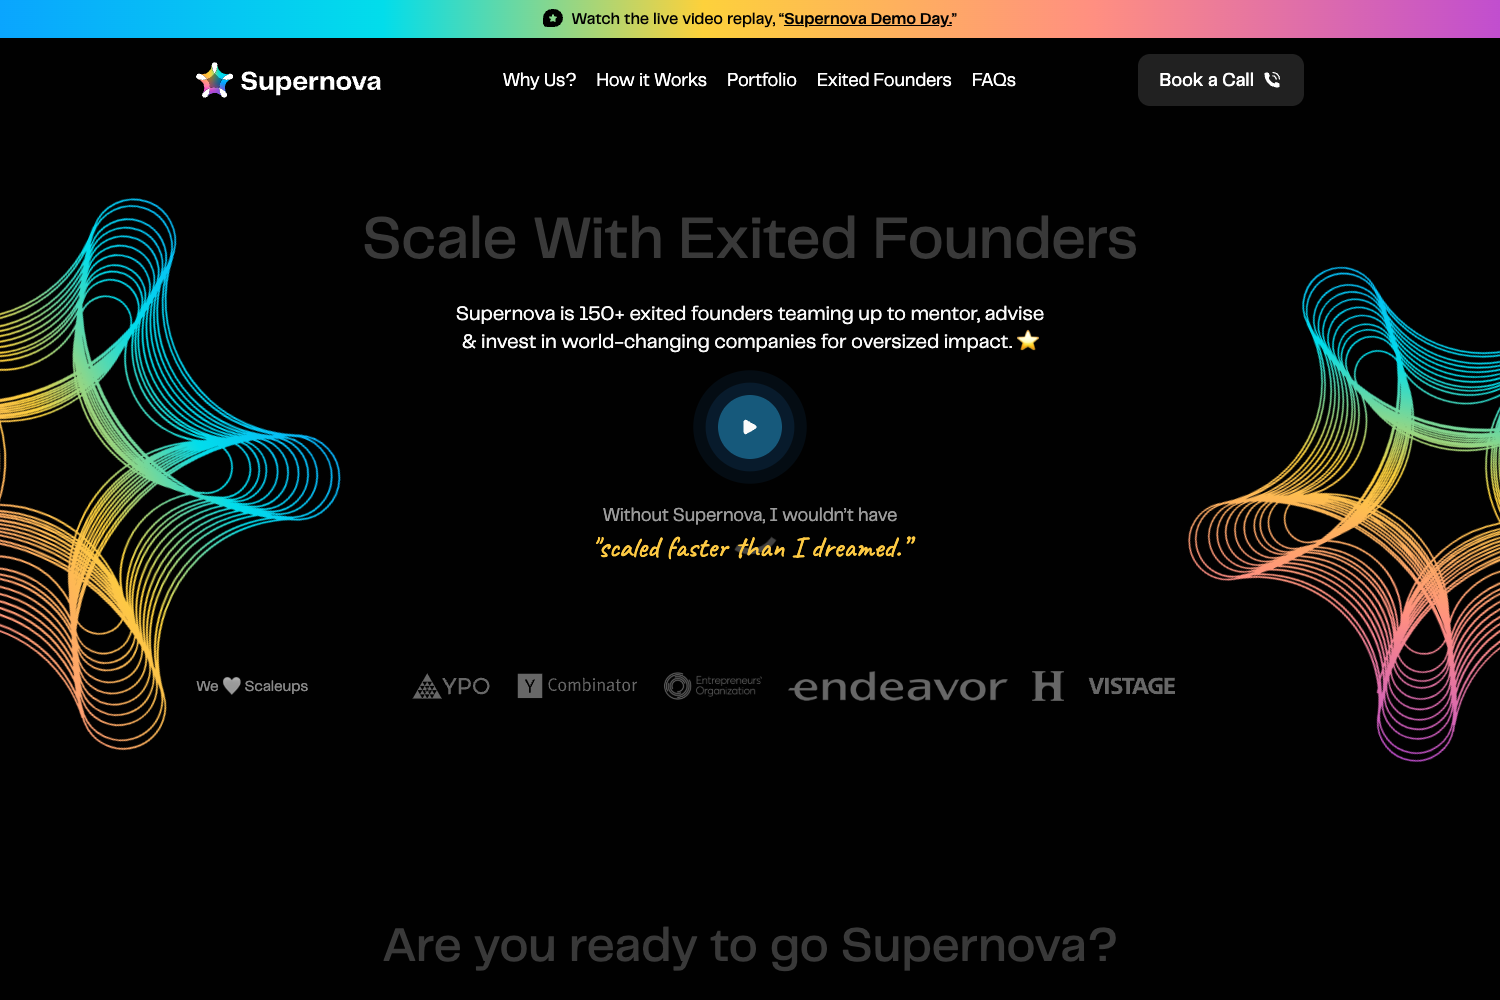 Watch the live video replay, “Supernova Demo Day.”
Supernova
Why Us?
How it Works
Portfolio
Exited Founders
FAQs
Book a Call
Scale With Exited Founders
Supernova is 150+ exited founders teaming up to mentor, advise
& invest in world-changing companies for oversized impact. ⭐
Without Supernova, I wouldn’t have
"scaled faster than I dreamed.”
We 🖤 Scaleups
YPO
Y Combinator
Entrepreneurs'
Organization
endeavor
H
VISTAGE
Are you ready to go Supernova?